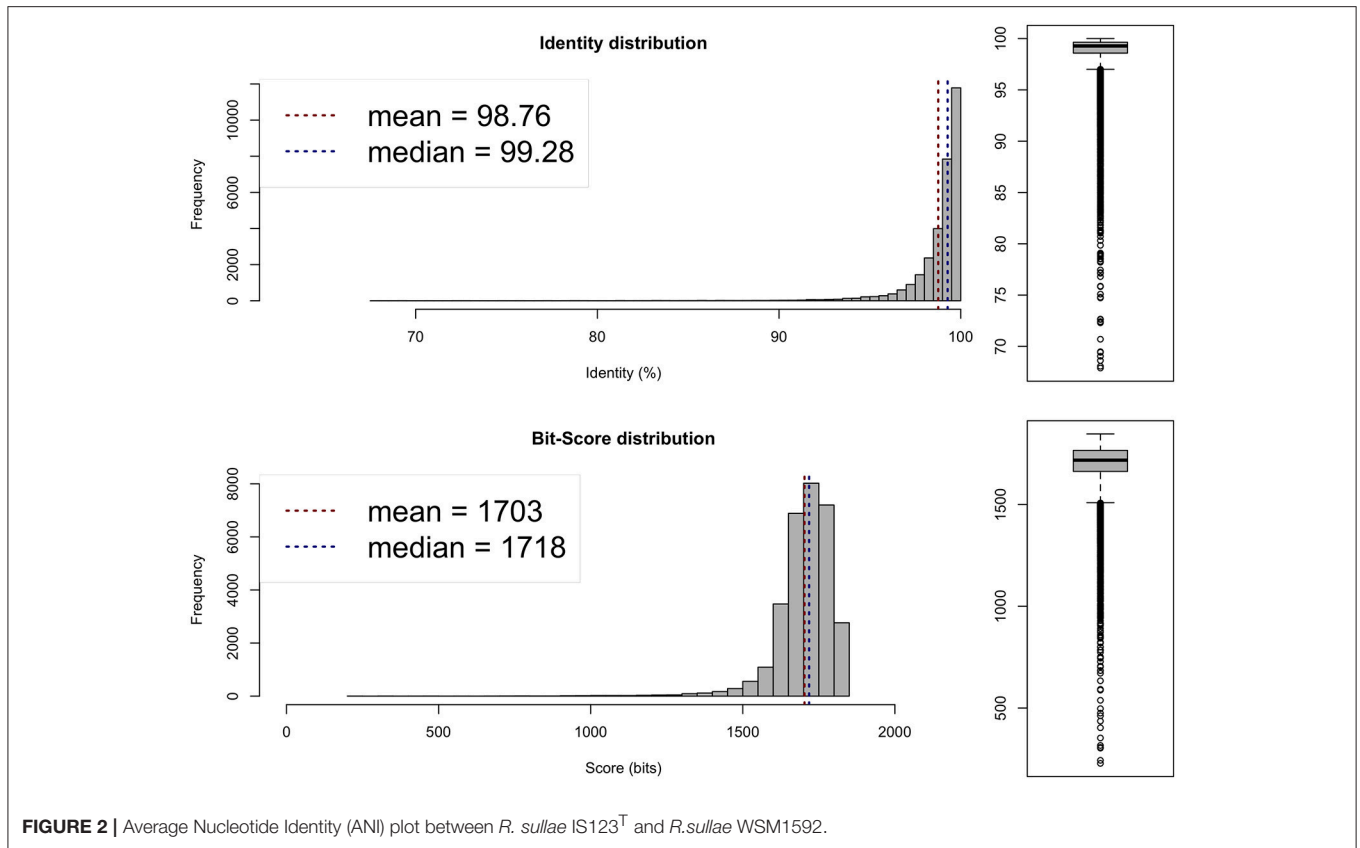 Identity distribution
mean = 98.76
median = 99.28
Frequency
0
2000
6000
10000
70
80
90
100
Identity (%)
70
75
80
85
90
95
100
Bit-Score distribution
mean = 1703
median = 1718
Frequency
0
2000
4000
6000
8000
0
500
1000
1500
2000
Score (bits)
500
1000
1500
FIGURE 2 | Average Nucleotide Identity (ANI) plot between R. sullae IS123ᵀ and R.sullae WSM1592.